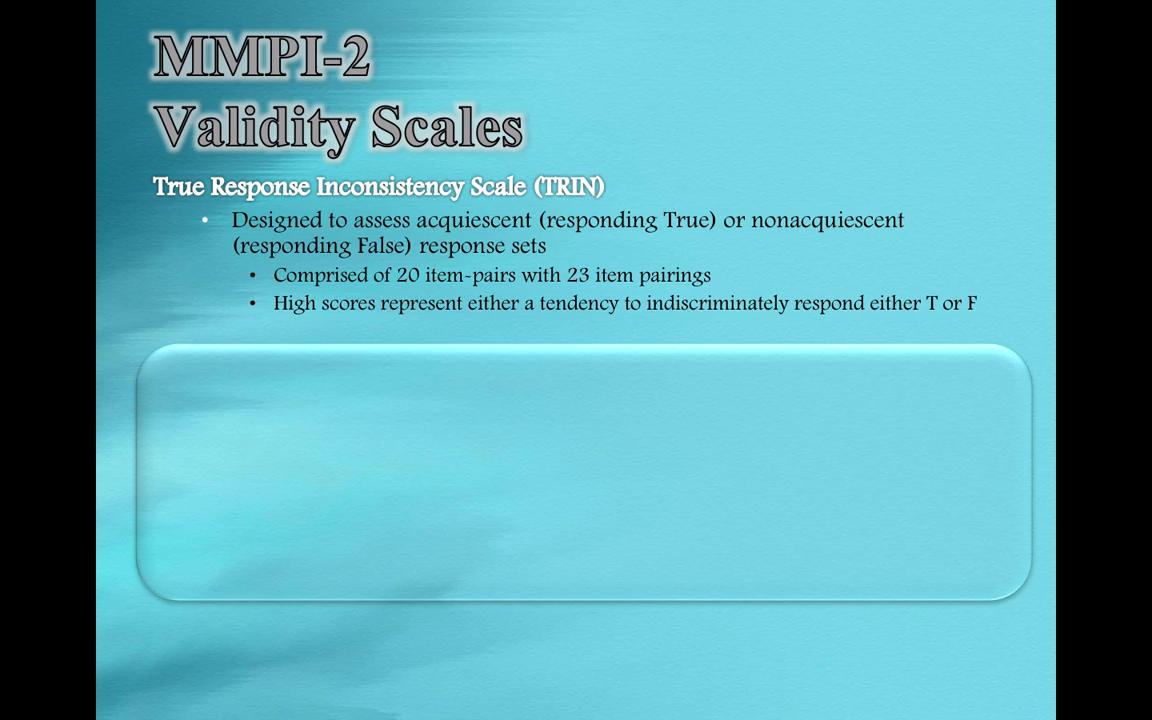 MMPI-2
Validity Scales
True Response Inconsistency Scale (TRIN)
• Designed to assess acquiescent (responding True) or nonacquiescent
(responding False) response sets
• Comprised of 20 item-pairs with 23 item pairings
• High scores represent either a tendency to indiscriminately respond either T or F